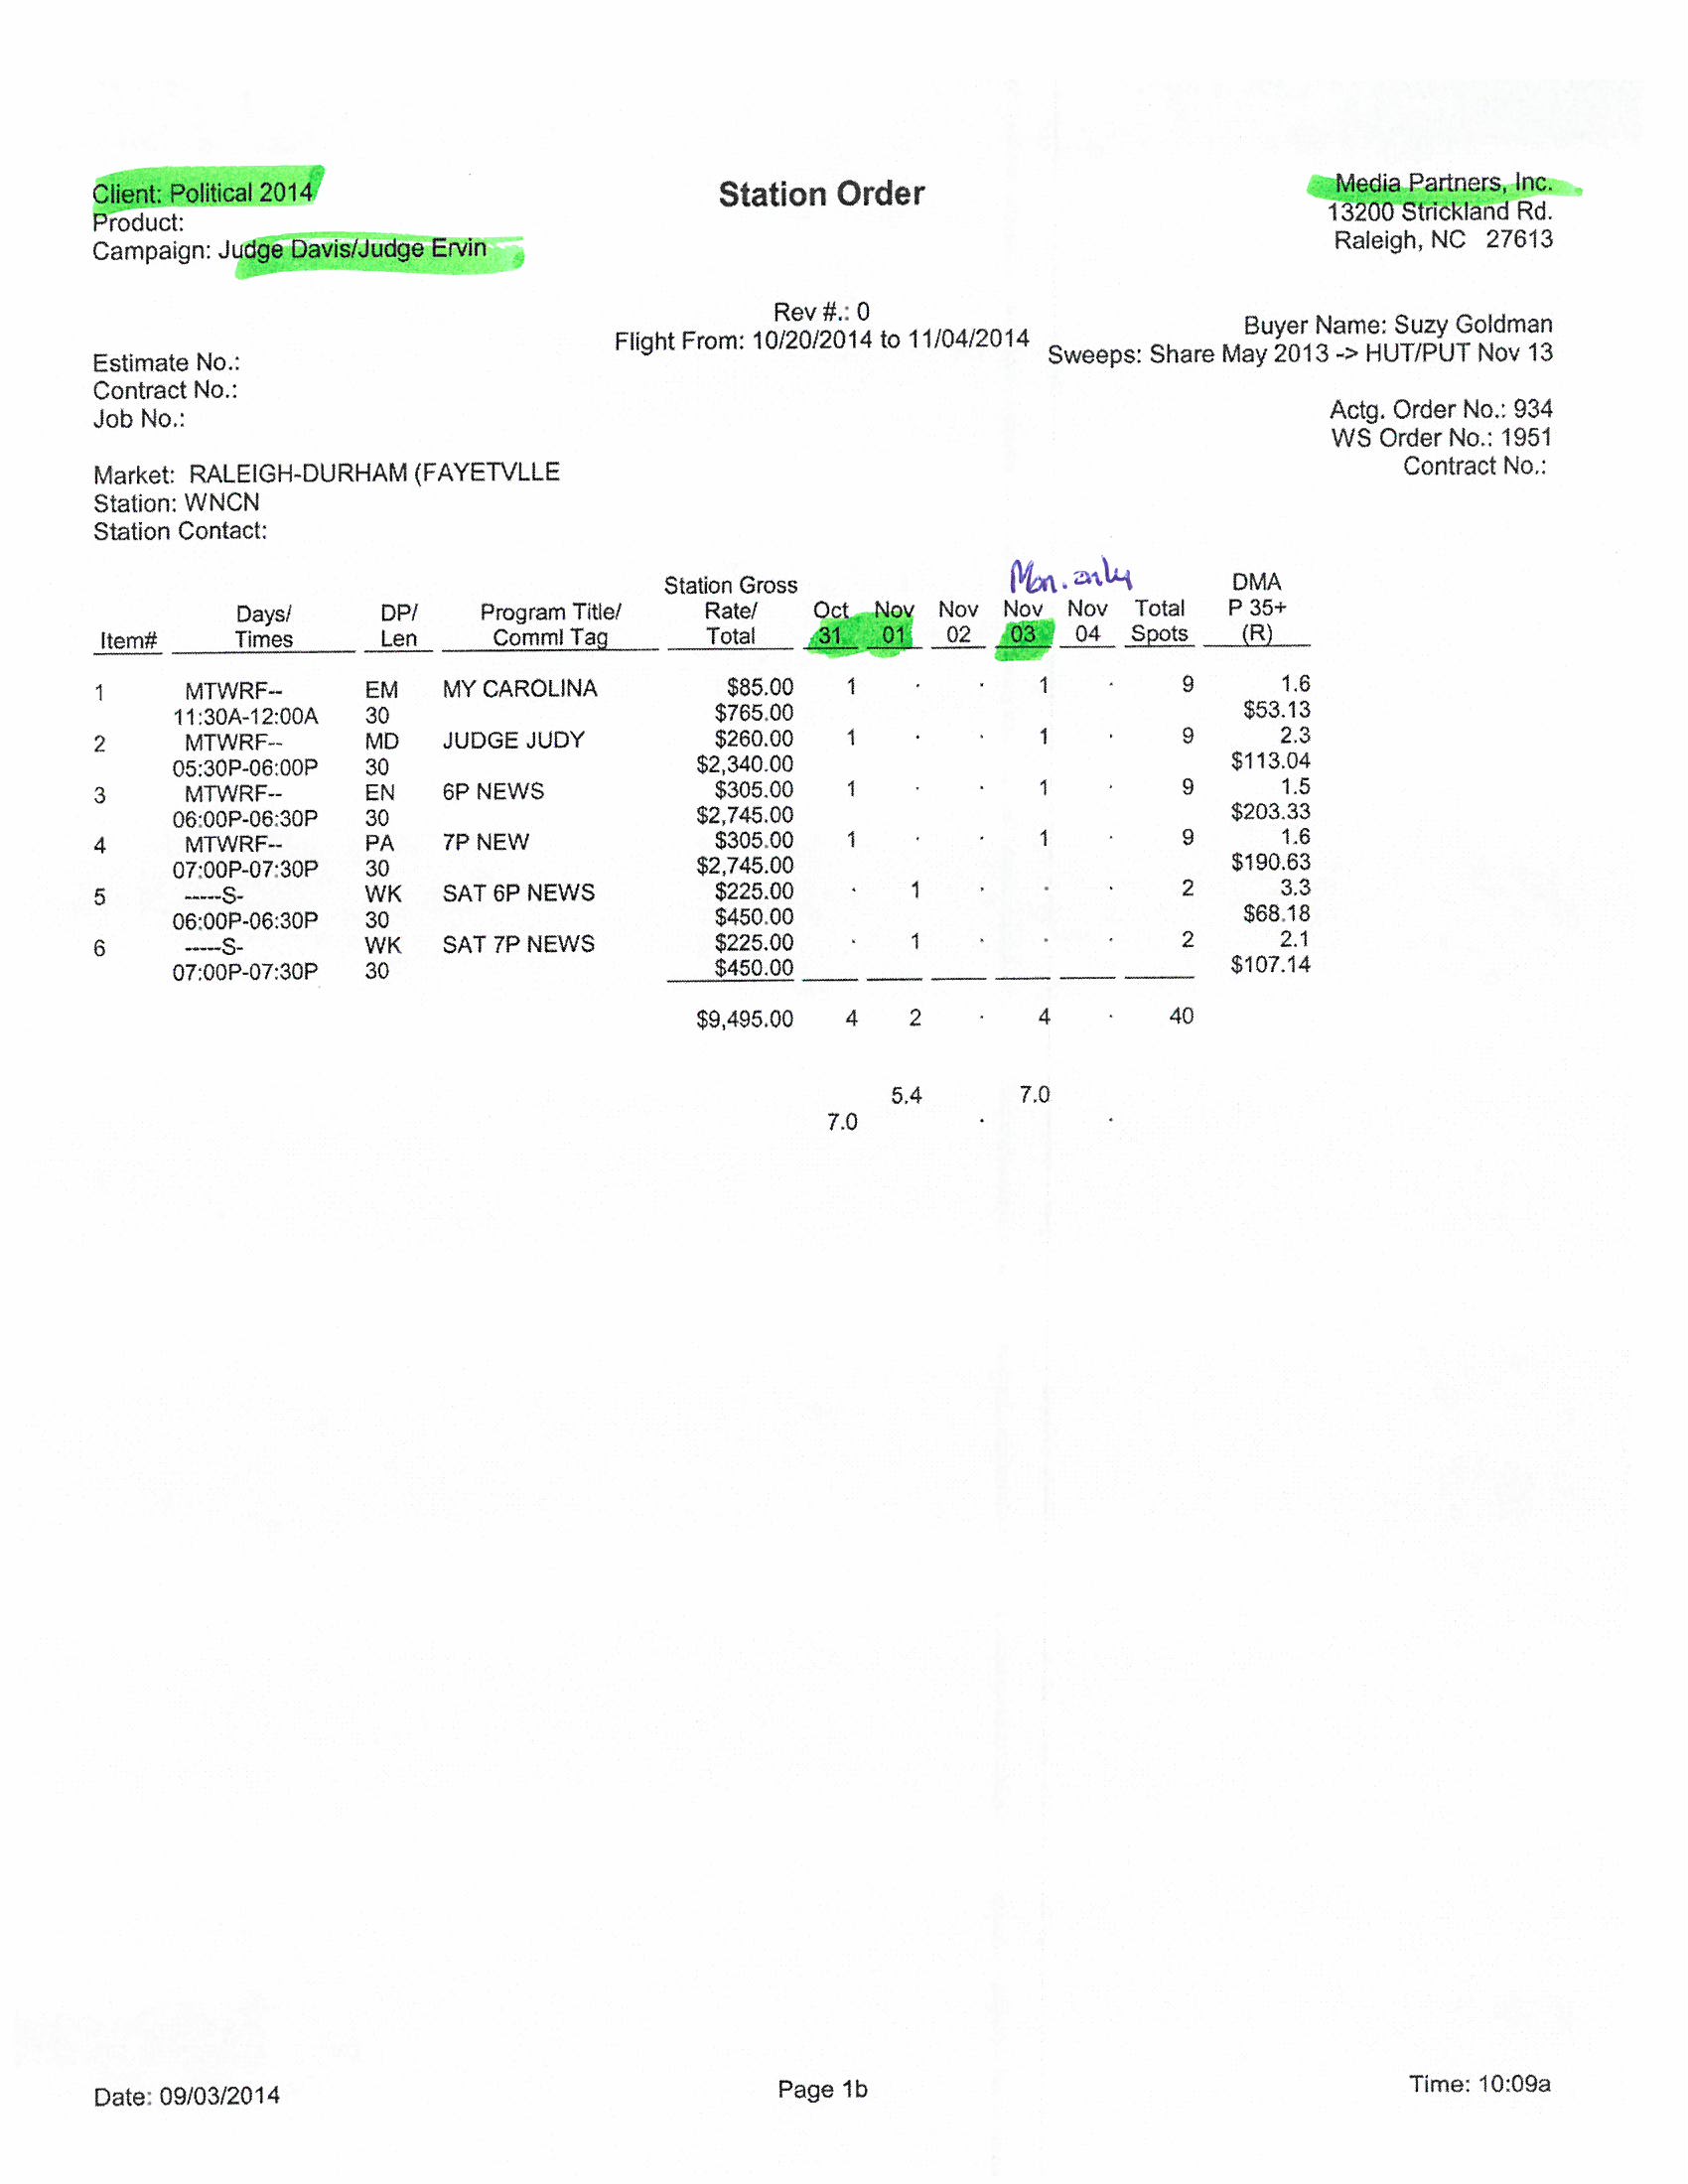 Client: Political 2014
Product:
Campaign: Judge Davis/Judge Ervin
Station Order
Media Partners, Inc.
13200 Strickland Rd.
Raleigh, NC 27613
Rev #.: 0
Flight From: 10/20/2014 to 11/04/2014
Buyer Name: Suzy Goldman
Sweeps: Share May 2013 -> HUT/PUT Nov 13
Estimate No.:
Contract No.:
Job No.:
Actg. Order No.: 934
WS Order No.: 1951
Contract No.:
Market: RALEIGH-DURHAM (FAYETVLLE
Station: WNCN
Station Contact:
Mon. only
Station Gross DMA
Days/ DP/ Program Title/ Rate/ Oct Nov Nov Nov Nov Total P 35+
Item# Times Len Comml Tag Total 31 01 02 03 04 Spots (R)
1 MTWRF-- EM MY CAROLINA $85.00 1 . . 1 . 9 1.6
11:30A-12:00A 30 $765.00 $53.13
2 MTWRF-- MD JUDGE JUDY $260.00 1 . . 1 . 9 2.3
05:30P-06:00P 30 $2,340.00 $113.04
3 MTWRF-- EN 6P NEWS $305.00 1 . . 1 . 9 1.5
06:00P-06:30P 30 $2,745.00 $203.33
4 MTWRF-- PA 7P NEW $305.00 1 . . 1 . 9 1.6
07:00P-07:30P 30 $2,745.00 $190.63
5 -----S- WK SAT 6P NEWS $225.00 . 1 . . . 2 3.3
06:00P-06:30P 30 $450.00 $68.18
6 -----S- WK SAT 7P NEWS $225.00 . 1 . . . 2 2.1
07:00P-07:30P 30 $450.00 $107.14
$9,495.00 4 2 . 4 . 40
5.4 7.0
7.0 . .
Date: 09/03/2014
Page 1b
Time: 10:09a